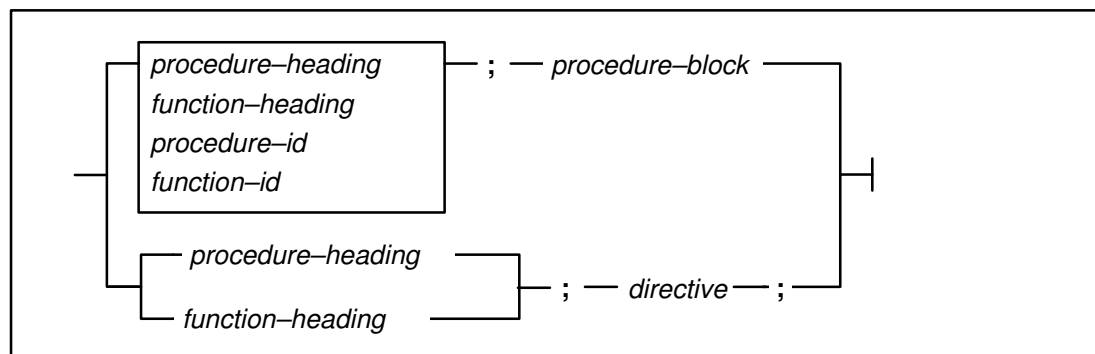 procedure–heading ; procedure–block
function–heading
procedure–id
function–id
procedure–heading
; directive ;
function–heading